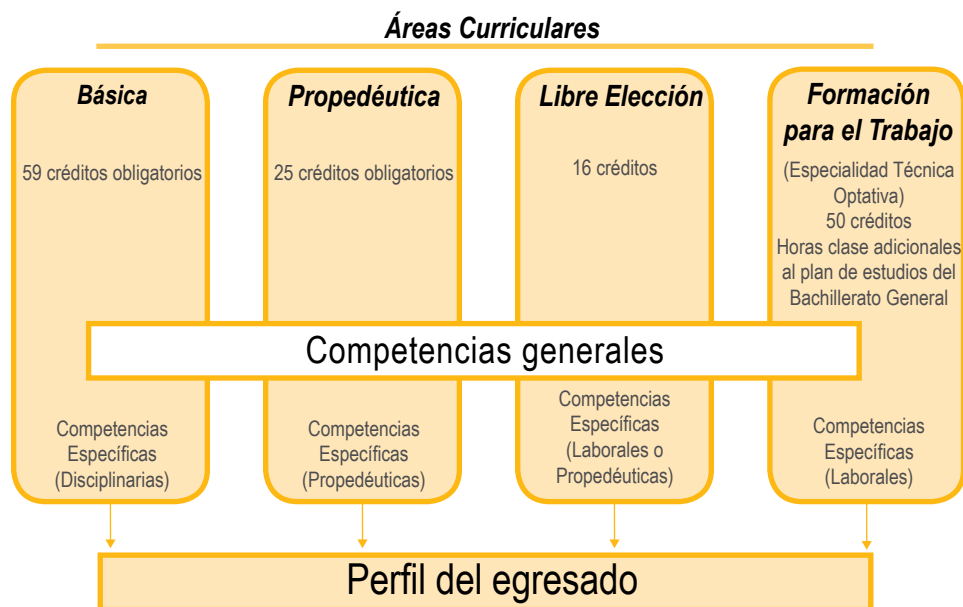 Áreas Curriculares
Básica
59 créditos obligatorios
Propedéutica
25 créditos obligatorios
Libre Elección
16 créditos
Formación
para el Trabajo
(Especialidad Técnica
Optativa)
50 créditos
Horas clase adicionales
al plan de estudios del
Bachillerato General
Competencias generales
Competencias
Específicas
(Disciplinarias)
Competencias
Específicas
(Propedéuticas)
Competencias
Específicas
(Laborales o
Propedéuticas)
Competencias
Específicas
(Laborales)
Perfil del egresado